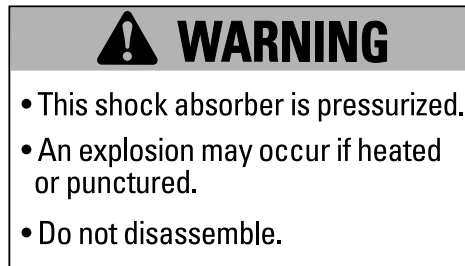 WARNING
• This shock absorber is pressurized.
• An explosion may occur if heated
or punctured.
• Do not disassemble.